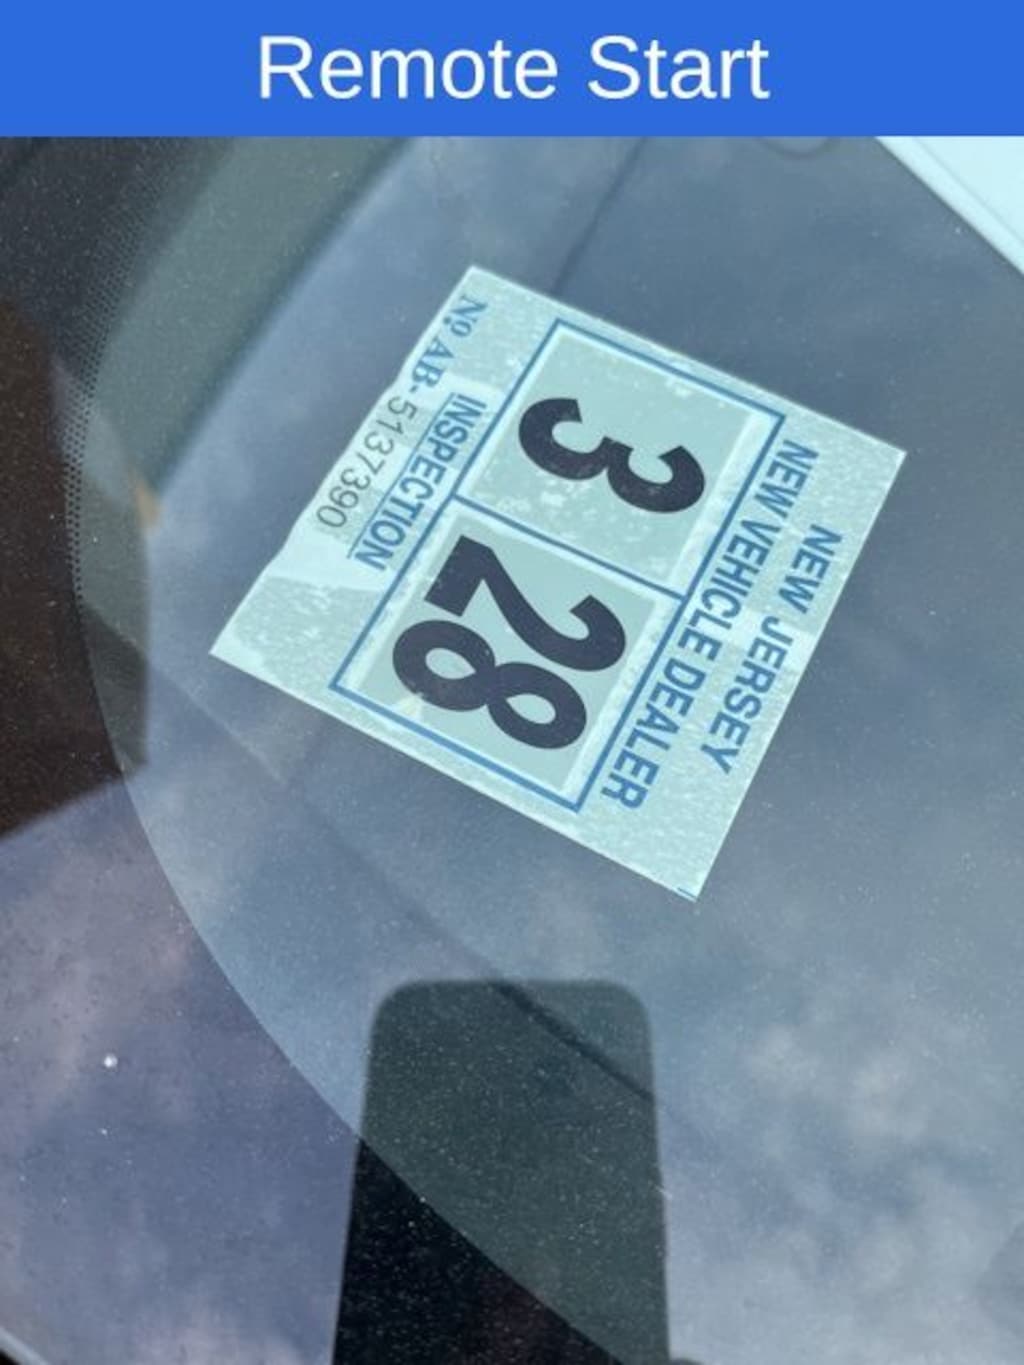 Remote Start
NEW JERSEY
NEW VEHICLE DEALER
3 28
INSPECTION
Nº AB- 5137390